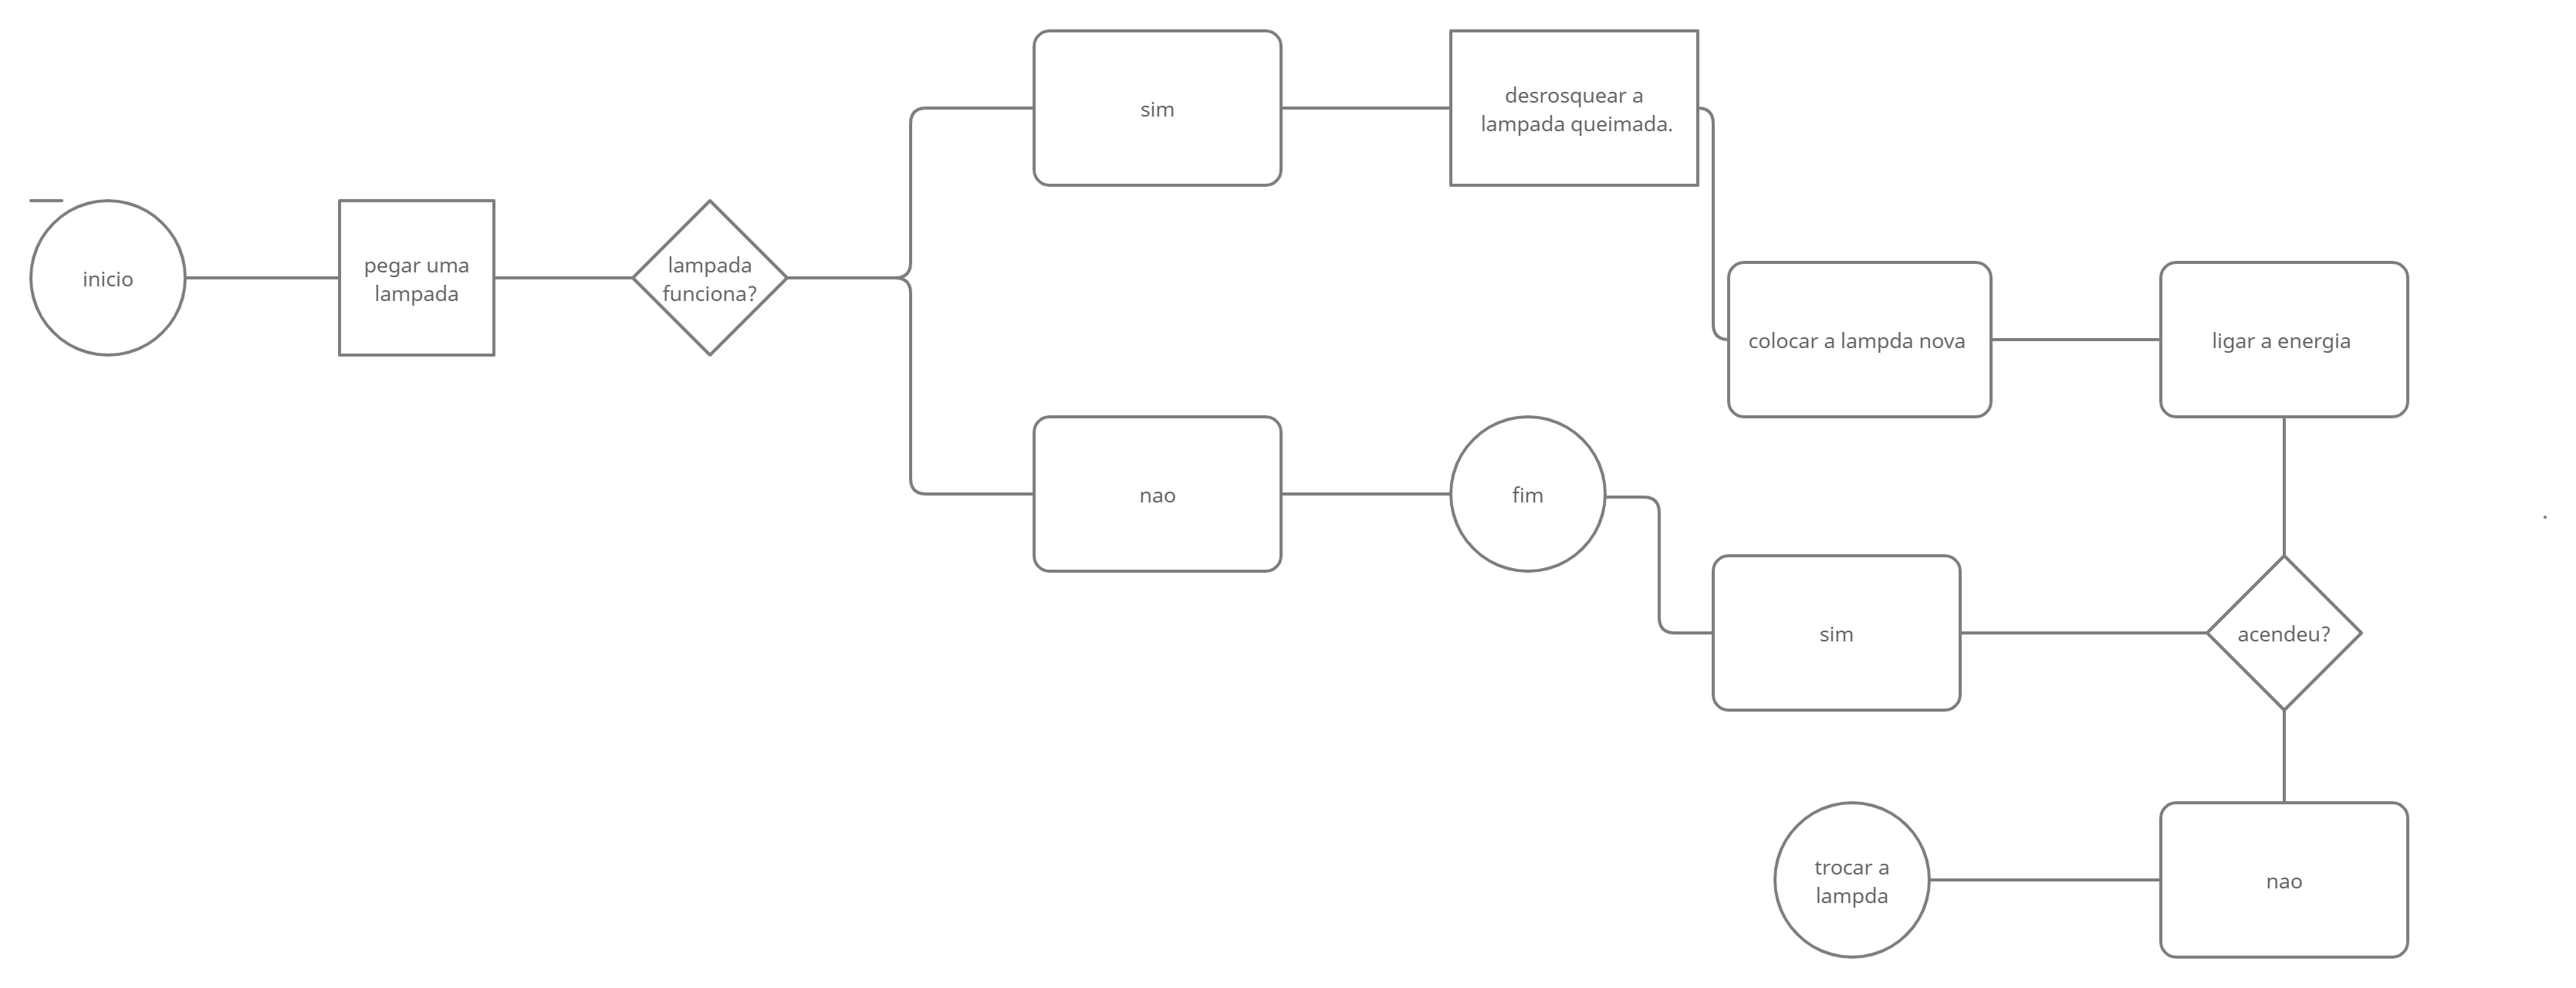 sim
desrosquear a
lampada queimada.
inicio
pegar uma
lampada
lampada
funciona?
colocar a lampda nova
ligar a energia
nao
fim
sim
acendeu?
trocar a
lampda
nao